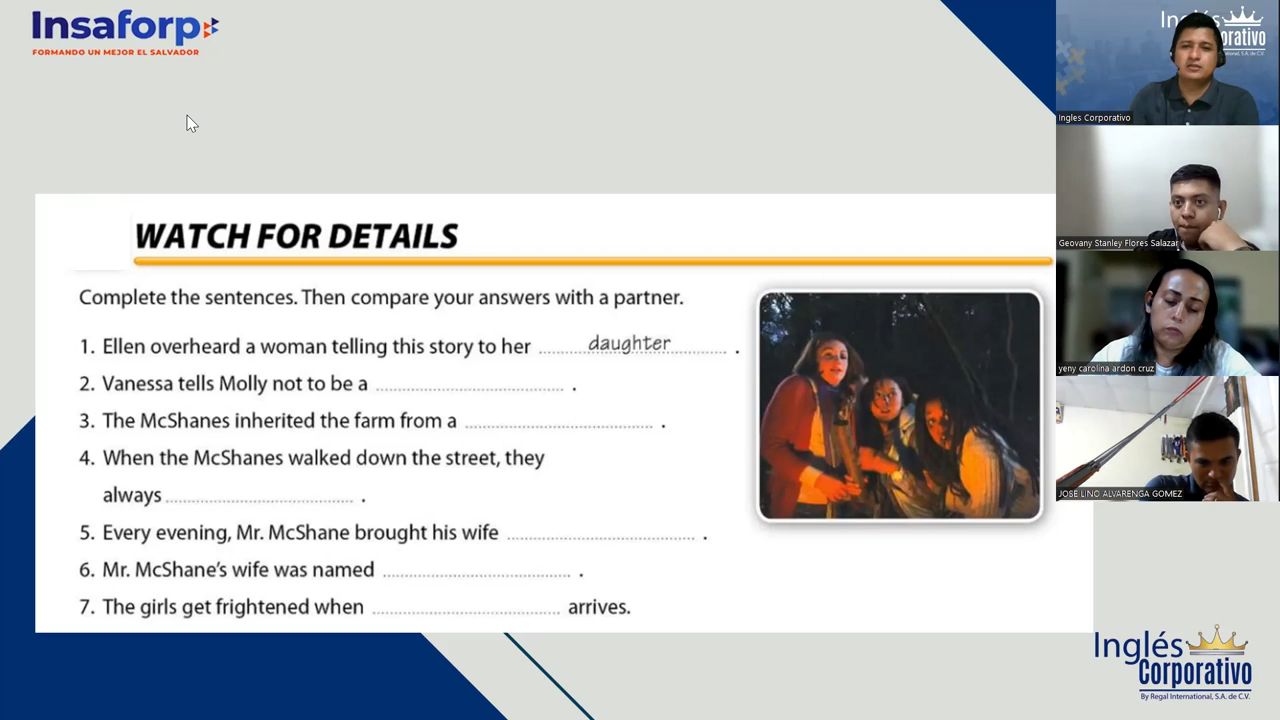 Insaforp
FORMANDO UN MEJOR EL SALVADOR
WATCH FOR DETAILS
Complete the sentences. Then compare your answers with a partner.
1. Ellen overheard a woman telling this story to her daughter .
2. Vanessa tells Molly not to be a .
3. The McShanes inherited the farm from a .
4. When the McShanes walked down the street, they
always .
5. Every evening, Mr. McShane brought his wife .
6. Mr. McShane's wife was named .
7. The girls get frightened when arrives.
Ingles Corporativo
Geovany Stanley Flores Salazar
yeny carolina ardon cruz
JOSE LINO ALVARENGA GOMEZ
Inglés
Corporativo
By Regal International, S.A. de C.V.